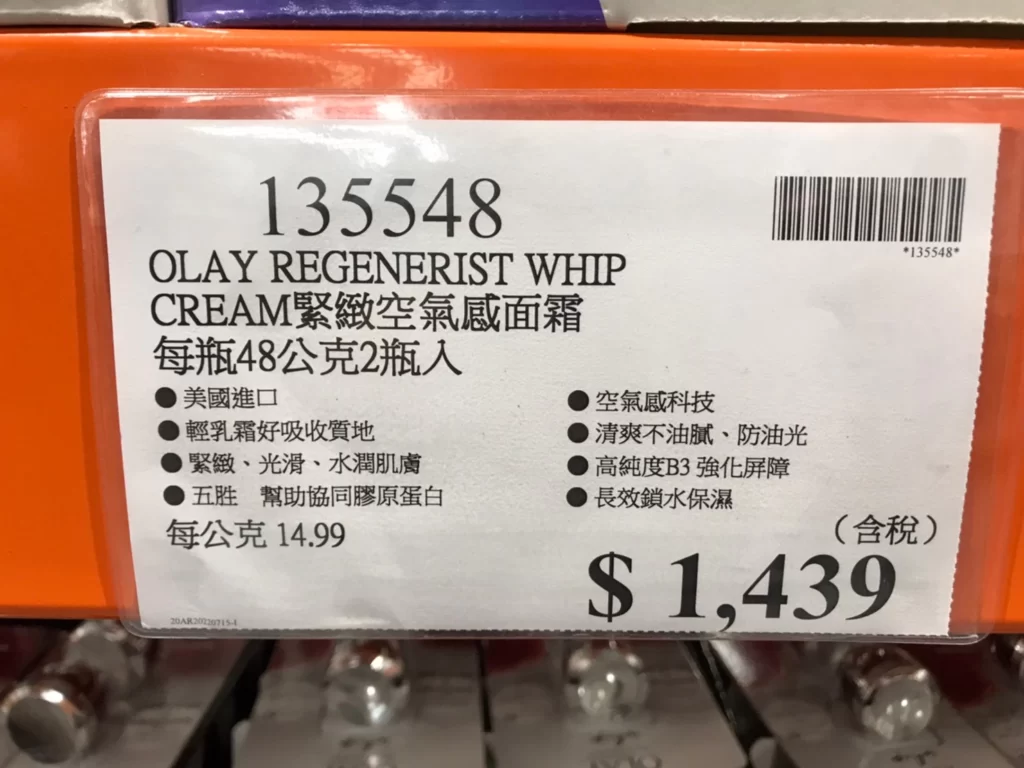 135548
*135548*
OLAY REGENERIST WHIP
CREAM緊緻空氣感面霜
每瓶48公克2瓶入
●美國進口
●輕乳霜好吸收質地
●緊緻、光滑、水潤肌膚
●五胜 幫助協同膠原蛋白
●空氣感科技
●清爽不油膩、防油光
●高純度B3 強化屏障
●長效鎖水保濕
每公克 14.99
（含稅）
$ 1,439
20AR20220715-1